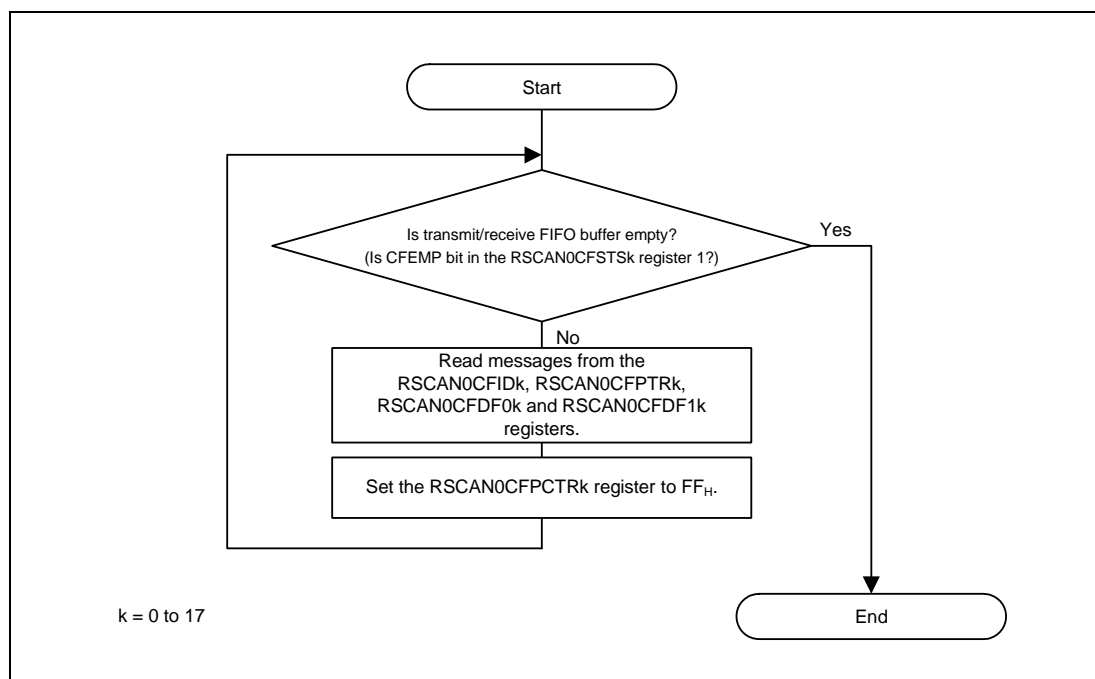 Start
Is transmit/receive FIFO buffer empty?
(Is CFEMP bit in the RSCAN0CFSTSk register 1?)
Yes
No
Read messages from the
RSCAN0CFIDk, RSCAN0CFPTRk,
RSCAN0CFDF0k and RSCAN0CFDF1k
registers.
Set the RSCAN0CFPCTRk register to FFH.
k = 0 to 17
End